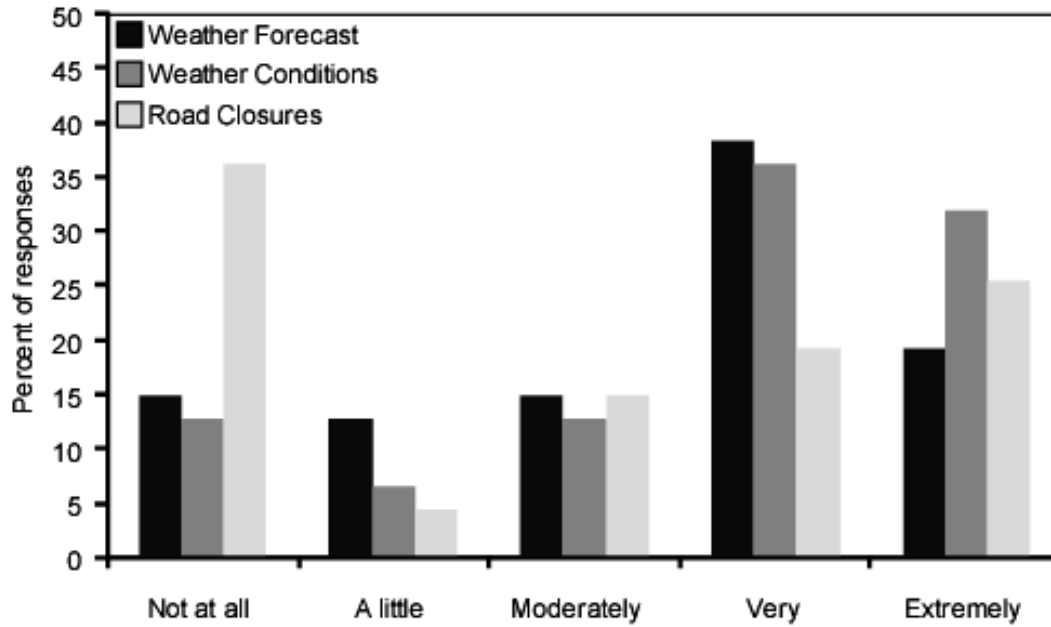 50
45
40
35
30
25
20
15
10
5
0
Percent of responses
Weather Forecast
Weather Conditions
Road Closures
Not at all
A little
Moderately
Very
Extremely